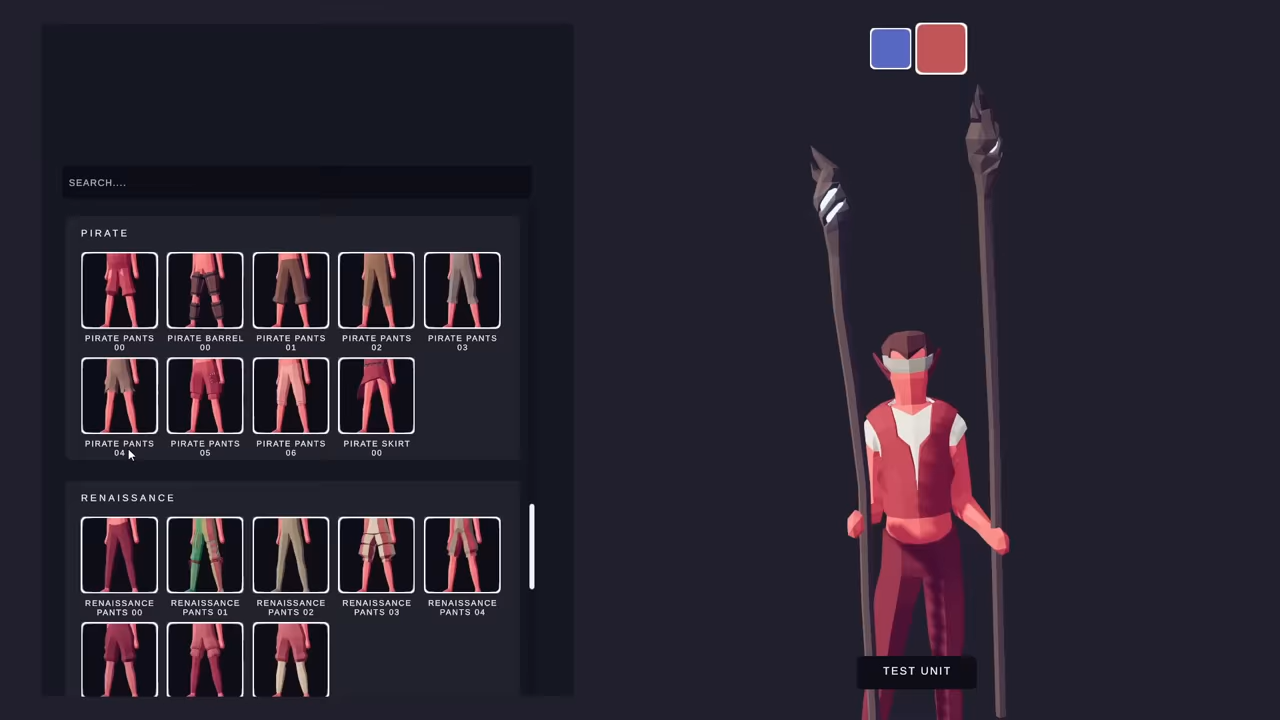 SEARCH....
PIRATE
PIRATE PANTS 00
PIRATE BARREL 00
PIRATE PANTS 01
PIRATE PANTS 02
PIRATE PANTS 03
PIRATE PANTS 04
PIRATE PANTS 05
PIRATE PANTS 06
PIRATE SKIRT 00
RENAISSANCE
RENAISSANCE PANTS 00
RENAISSANCE PANTS 01
RENAISSANCE PANTS 02
RENAISSANCE PANTS 03
RENAISSANCE PANTS 04
TEST UNIT